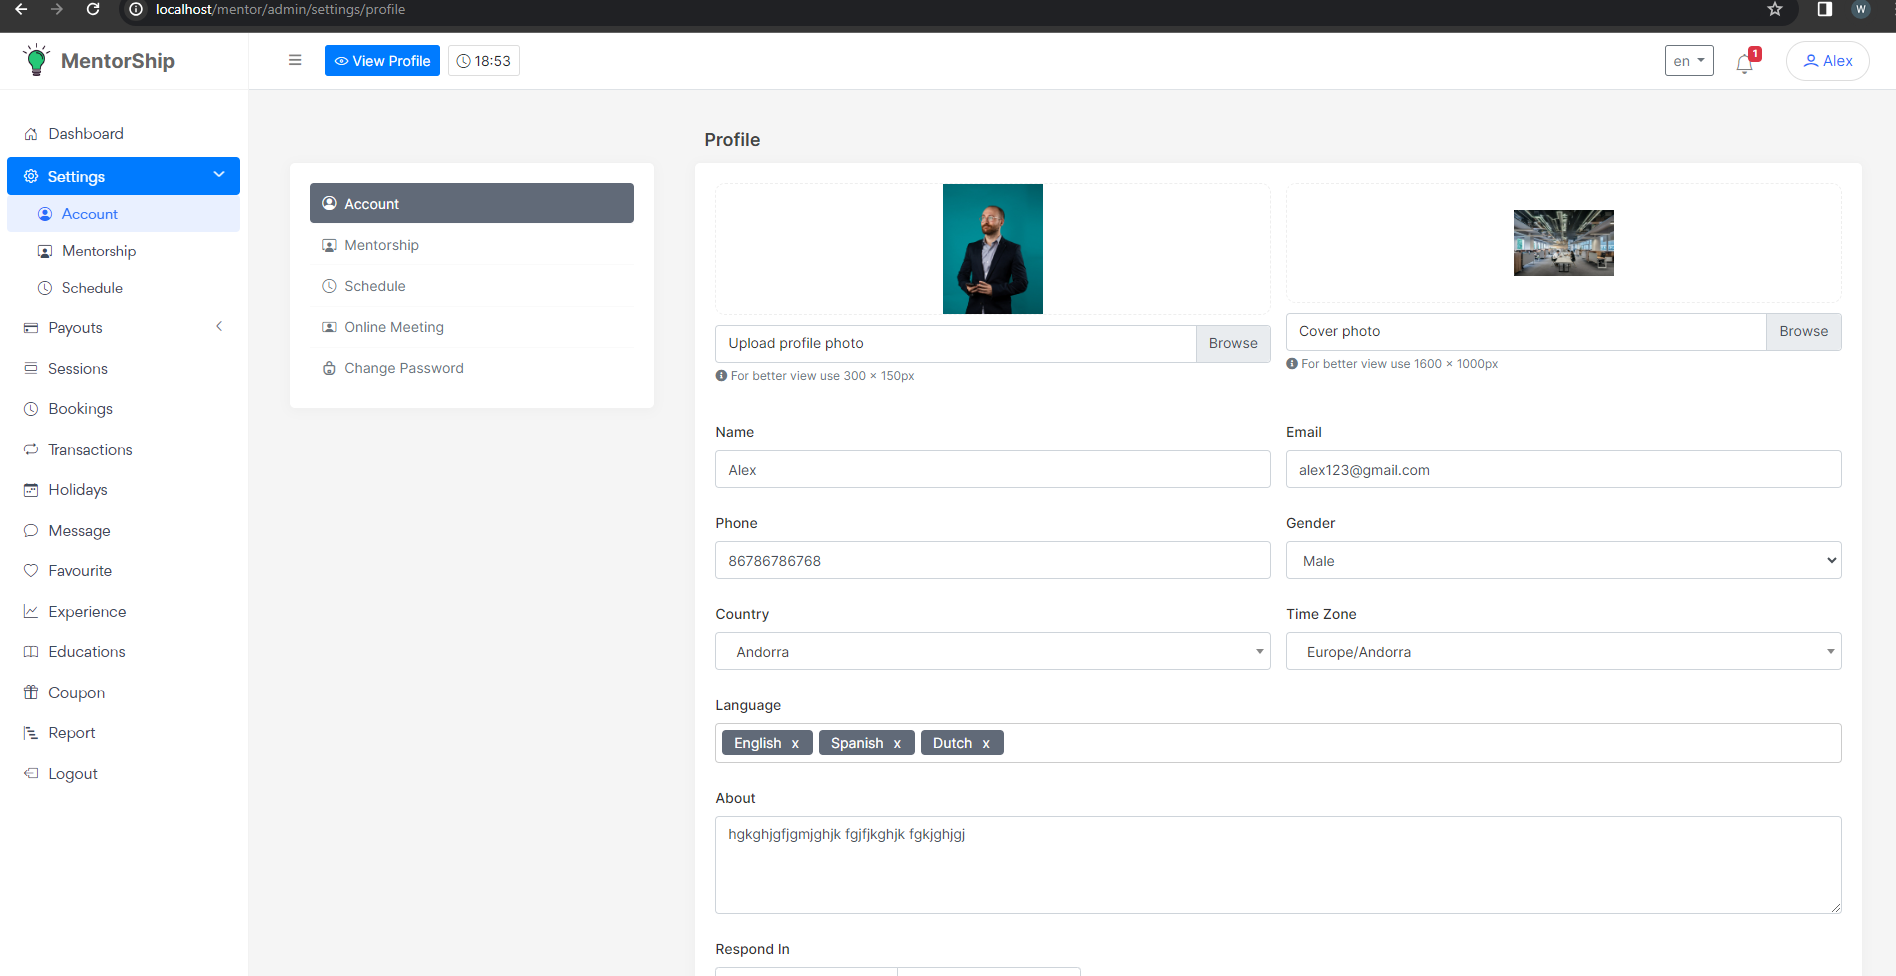 localhost/mentor/admin/settings/profile
W
MentorShip
View Profile
18:53
en
1
Alex
Dashboard
Settings
Account
Mentorship
Schedule
Payouts
Sessions
Bookings
Transactions
Holidays
Message
Favourite
Experience
Educations
Coupon
Report
Logout
Account
Mentorship
Schedule
Online Meeting
Change Password
Profile
Upload profile photo
Browse
For better view use 300 × 150px
Cover photo
Browse
For better view use 1600 × 1000px
Name
Alex
Email
alex123@gmail.com
Phone
86786786768
Gender
Male
Country
Andorra
Time Zone
Europe/Andorra
Language
English x
Spanish x
Dutch x
About
hgkghjgfjgmjghjk fgjfjkghjk fgkjghjgj
Respond In